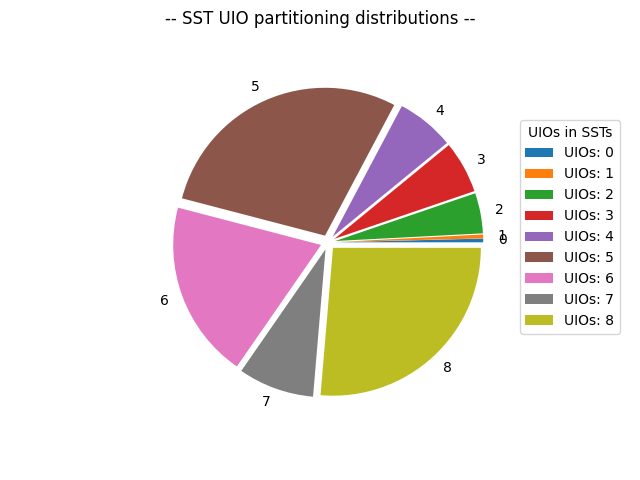 -- SST UIO partitioning distributions --
5
4
3
2
1
0
6
7
8
UIOs in SSTs
UIOs: 0
UIOs: 1
UIOs: 2
UIOs: 3
UIOs: 4
UIOs: 5
UIOs: 6
UIOs: 7
UIOs: 8